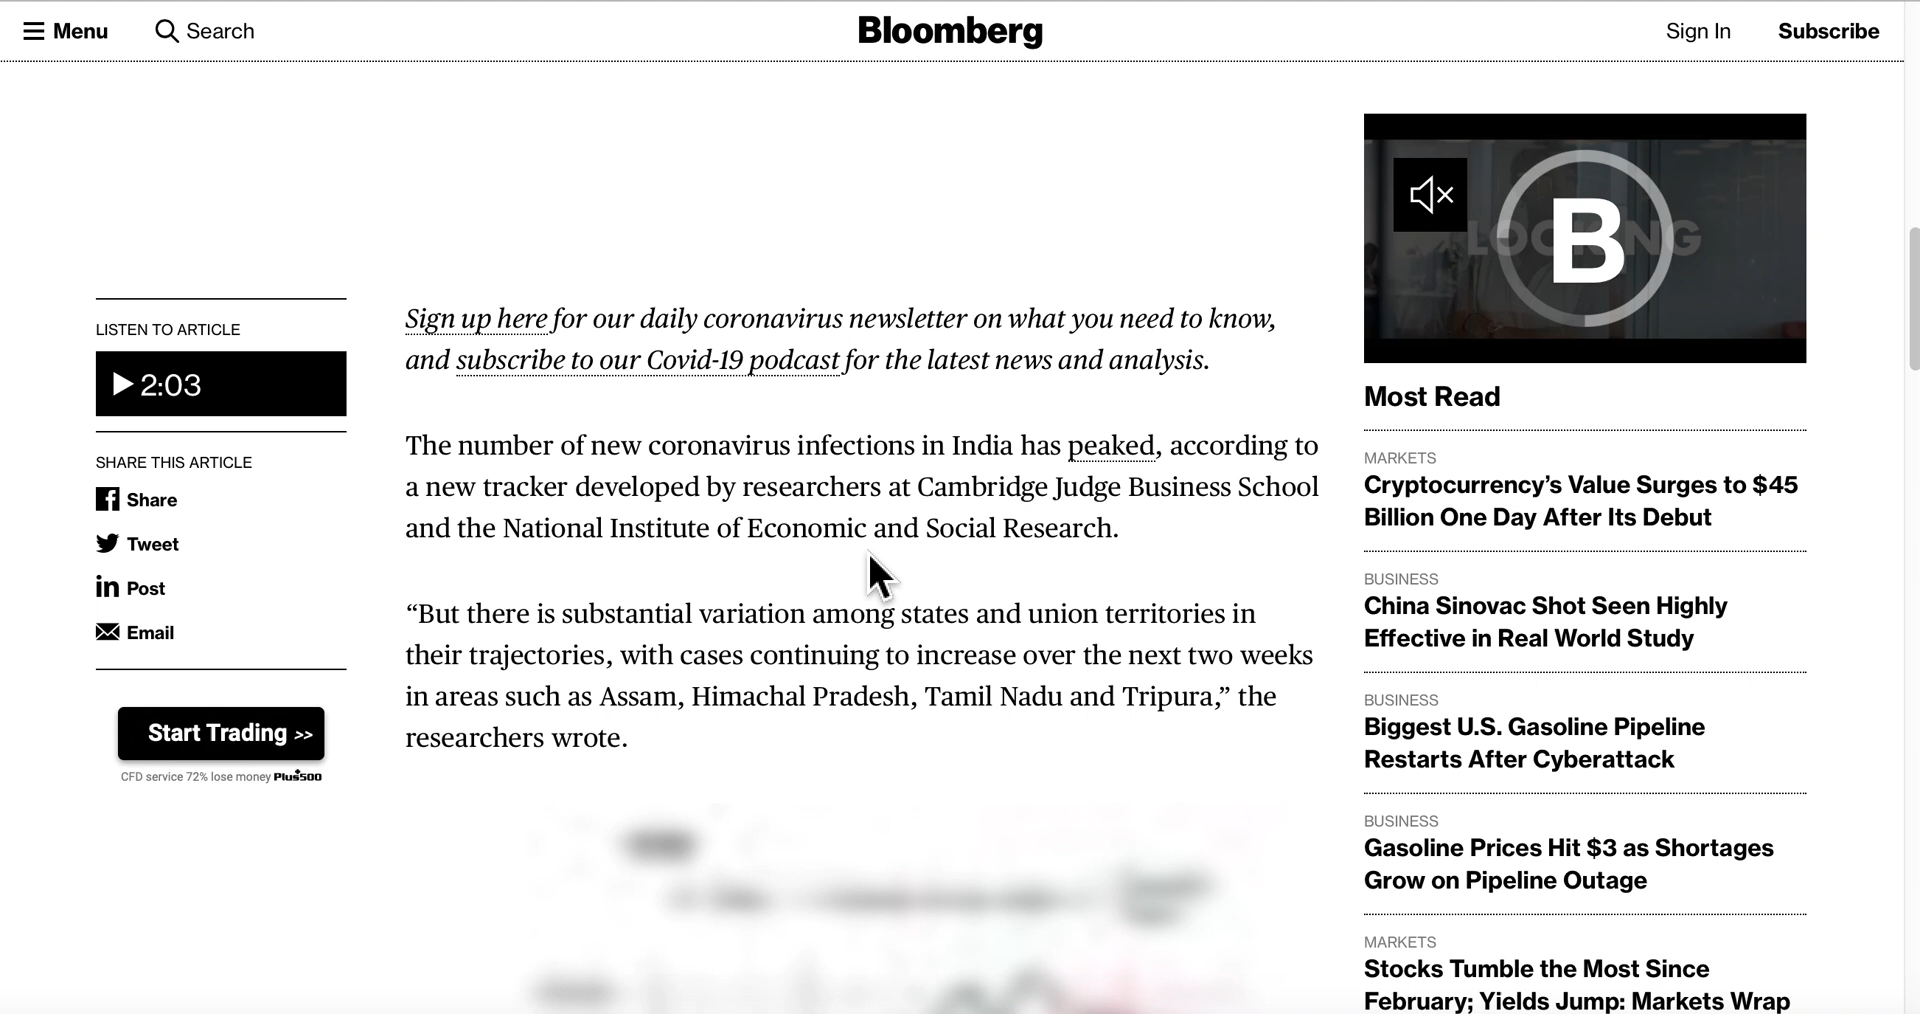 Menu
Search
Bloomberg
Sign In
Subscribe
LISTEN TO ARTICLE
2:03
SHARE THIS ARTICLE
Share
Tweet
Post
Email
Start Trading >>
CFD service 72% lose money Plus500
Sign up here for our daily coronavirus newsletter on what you need to know,
and subscribe to our Covid-19 podcast for the latest news and analysis.
The number of new coronavirus infections in India has peaked, according to
a new tracker developed by researchers at Cambridge Judge Business School
and the National Institute of Economic and Social Research.
“But there is substantial variation among states and union territories in
their trajectories, with cases continuing to increase over the next two weeks
in areas such as Assam, Himachal Pradesh, Tamil Nadu and Tripura,” the
researchers wrote.
B
Most Read
MARKETS
Cryptocurrency’s Value Surges to $45
Billion One Day After Its Debut
BUSINESS
China Sinovac Shot Seen Highly
Effective in Real World Study
BUSINESS
Biggest U.S. Gasoline Pipeline
Restarts After Cyberattack
BUSINESS
Gasoline Prices Hit $3 as Shortages
Grow on Pipeline Outage
MARKETS
Stocks Tumble the Most Since
February; Yields Jump: Markets Wrap